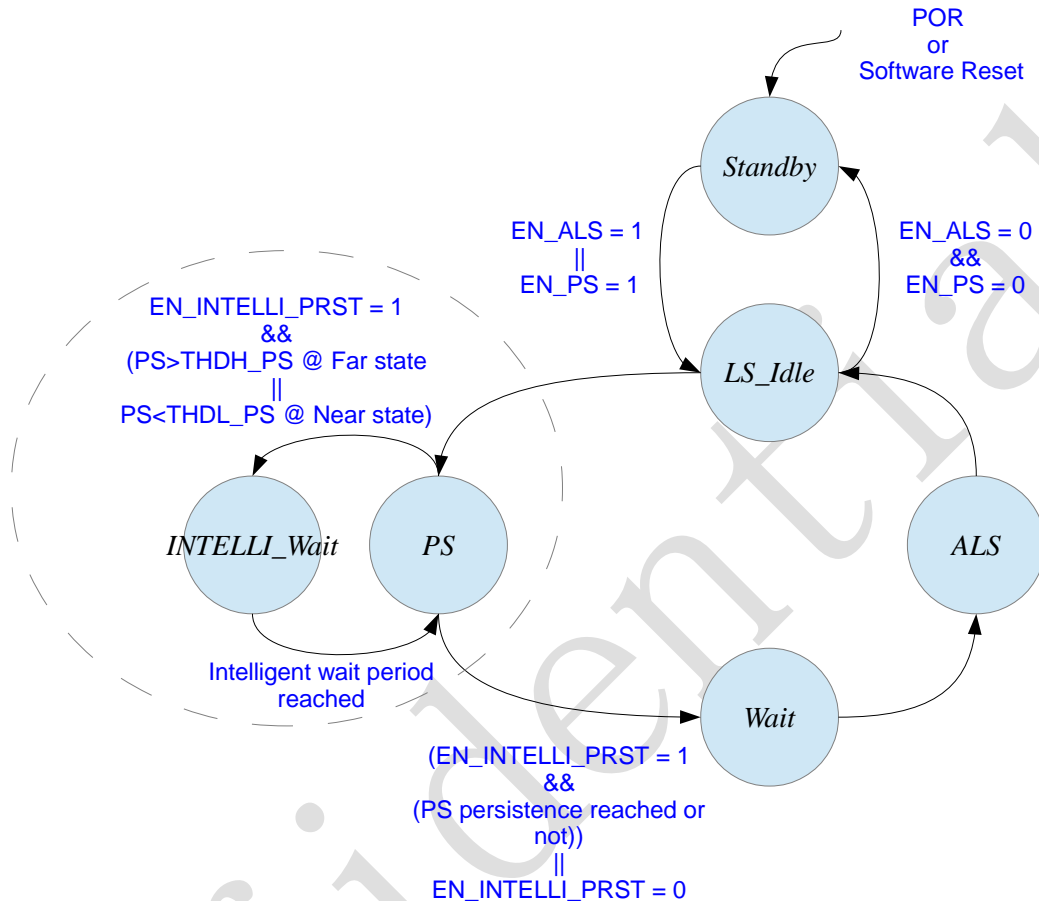 POR
or
Software Reset
Standby
EN_ALS = 1
||
EN_PS = 1
EN_ALS = 0
&&
EN_PS = 0
EN_INTELLI_PRST = 1
&&
(PS>THDH_PS @ Far state
||
PS<THDL_PS @ Near state)
LS_Idle
INTELLI_Wait
PS
ALS
Intelligent wait period
reached
Wait
(EN_INTELLI_PRST = 1
&&
(PS persistence reached or
not))
||
EN_INTELLI_PRST = 0
fidential